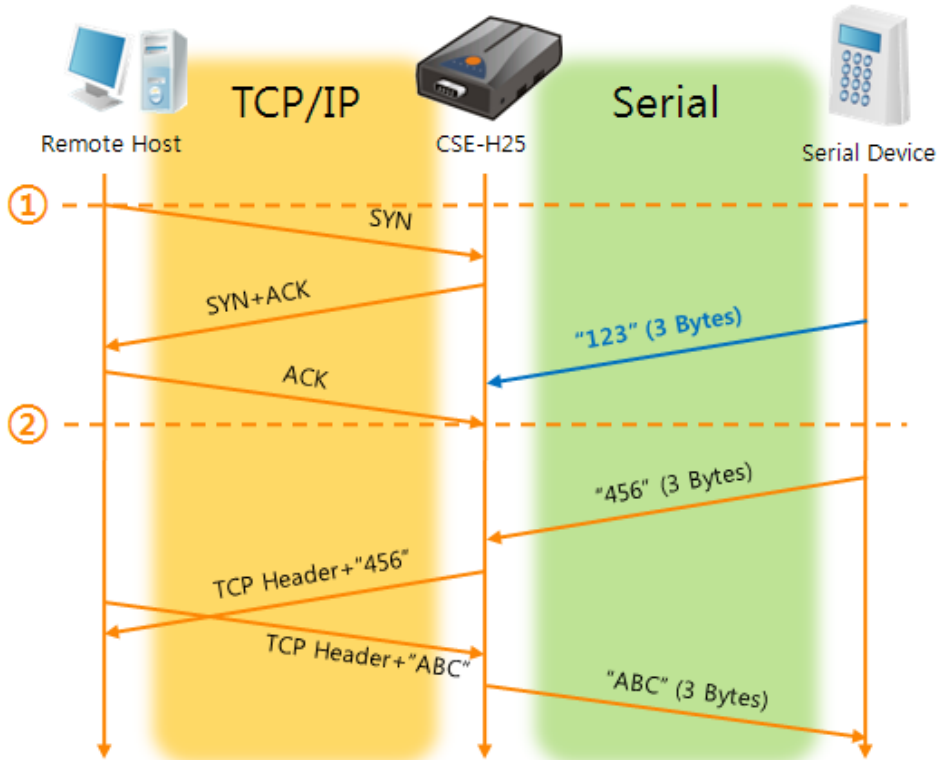 TCP/IP
Serial
Remote Host
CSE-H25
Serial Device
①
SYN
SYN+ACK
"123" (3 Bytes)
ACK
②
"456" (3 Bytes)
TCP Header+"456"
TCP Header+"ABC"
"ABC" (3 Bytes)